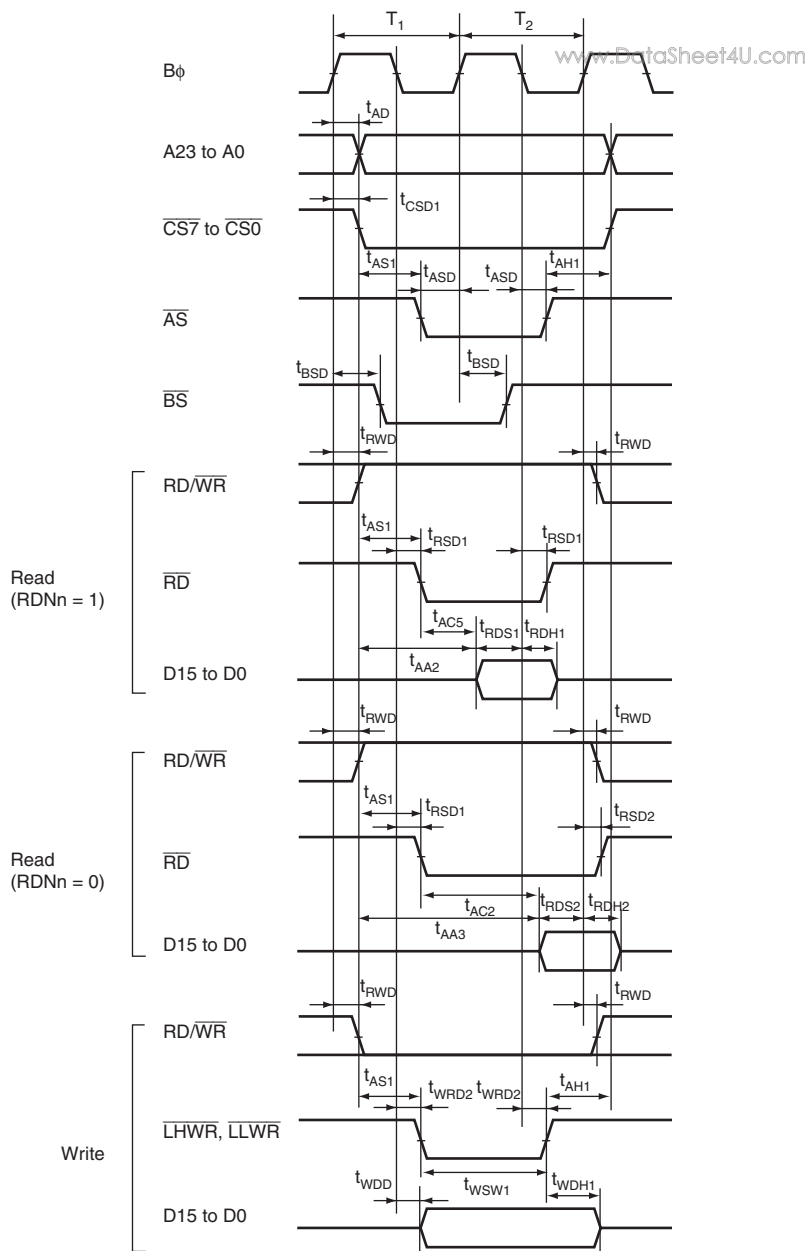 T1 T2
www.DataSheet4U.com
Bφ
tAD
A23 to A0
tCSD1
CS7 to CS0
tAS1 tASD tASD tAH1
AS
tBSD tBSD
BS
tRWD tRWD
RD/WR
tAS1 tRSD1 tRSD1
Read
(RDNn = 1)
RD
tAC5 tRDS1 tRDH1
tAA2
D15 to D0
tRWD tRWD
RD/WR
tAS1 tRSD1 tRSD2
Read
(RDNn = 0)
RD
tAC2 tRDS2 tRDH2
tAA3
D15 to D0
tRWD tRWD
RD/WR
tAS1 tWRD2 tWRD2 tAH1
LHWR, LLWR
Write
tWDD tWSW1 tWDH1
D15 to D0